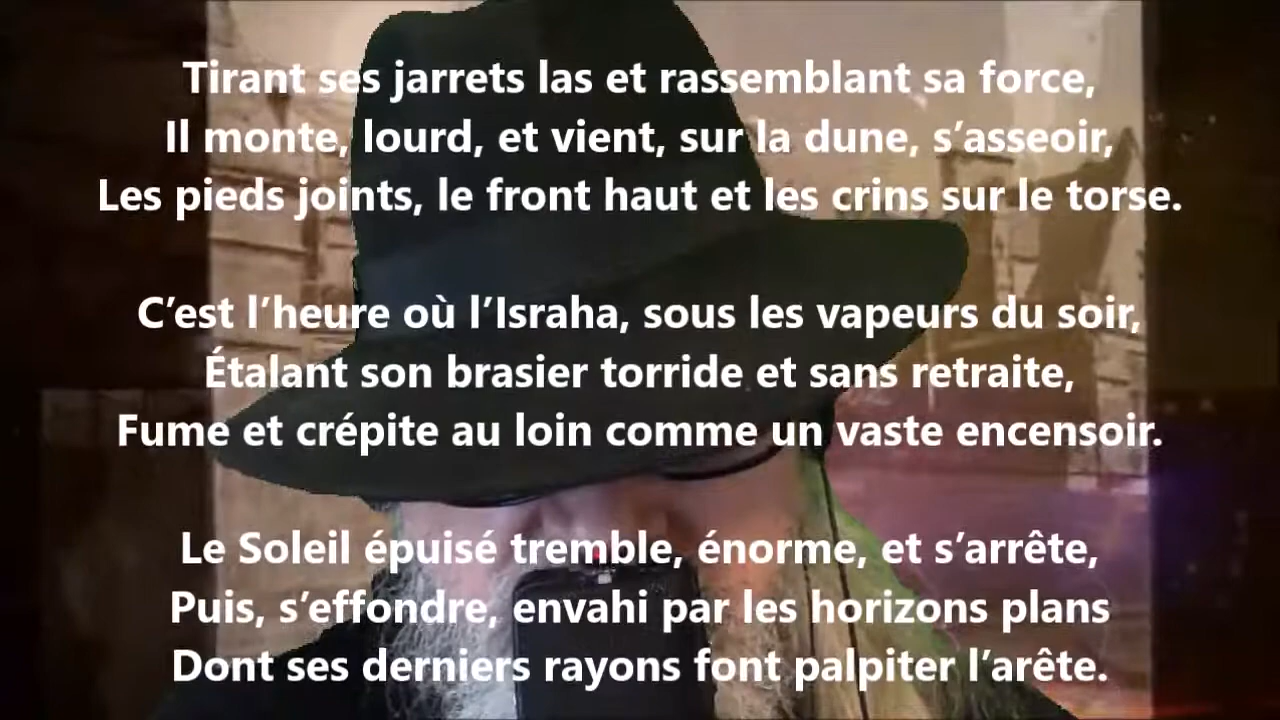 Tirant ses jarrets las et rassemblant sa force,
Il monte, lourd, et vient, sur la dune, s’asseoir,
Les pieds joints, le front haut et les crins sur le torse.
C’est l’heure où l’Israha, sous les vapeurs du soir,
Étalant son brasier torride et sans retraite,
Fume et crépite au loin comme un vaste encensoir.
Le Soleil épuisé tremble, énorme, et s’arrête,
Puis, s’effondre, envahi par les horizons plans
Dont ses derniers rayons font palpiter l’arête.